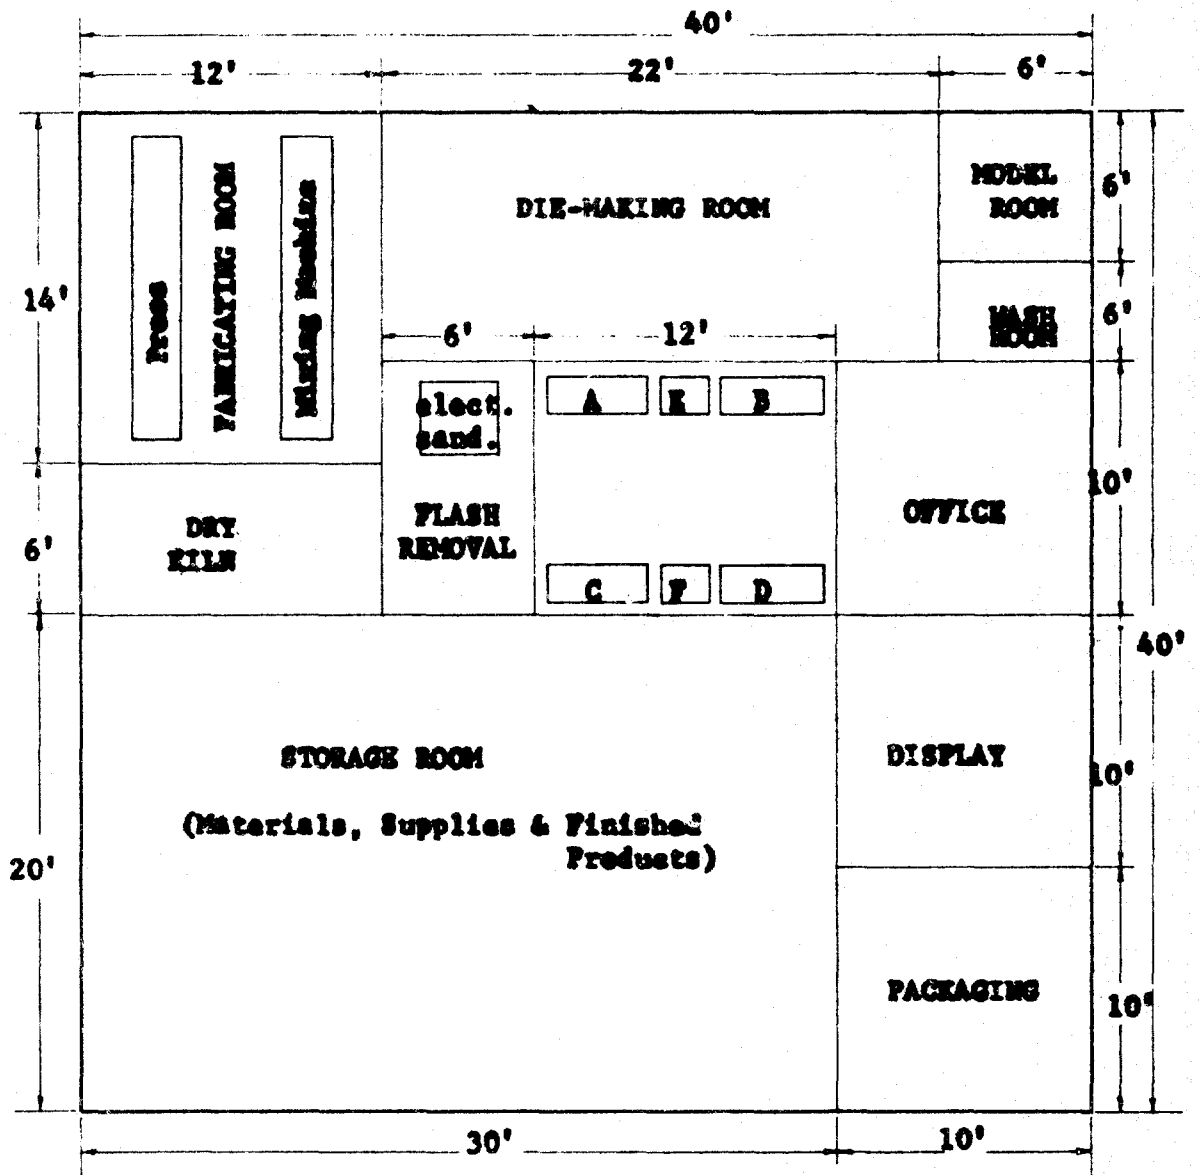 40'
12'
22'
6'
14'
Press
FABRICATING ROOM
Mixing Machine
DIE-MAKING ROOM
MODEL
ROOM
6'
WASH
ROOM
6'
6'
12'
elect.
sand.
A
E
B
FLASH
REMOVAL
OFFICE
10'
DRY
KILN
6'
C
F
D
40'
STORAGE ROOM
(Materials, Supplies & Finished
Products)
DISPLAY
10'
20'
PACKAGING
10'
30'
10'